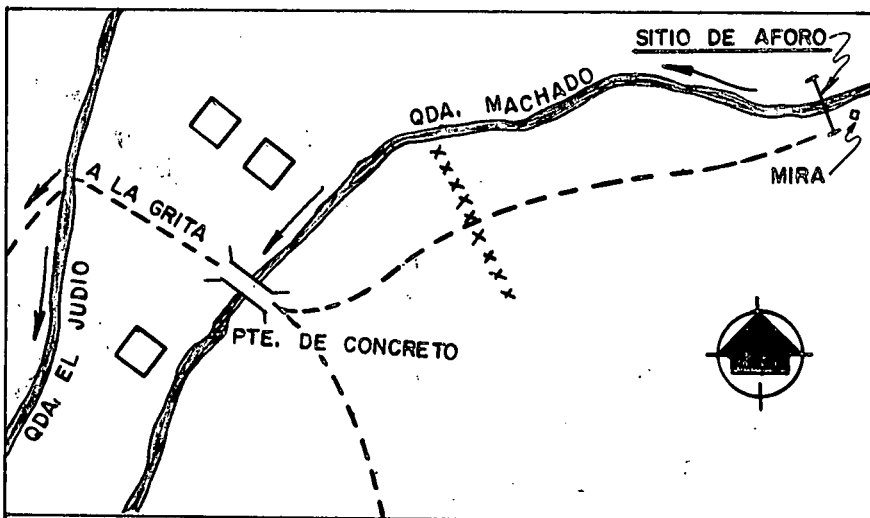 SITIO DE AFORO
QDA. MACHADO
MIRA
A LA GRITA
PTE. DE CONCRETO
QDA. EL JUDIO